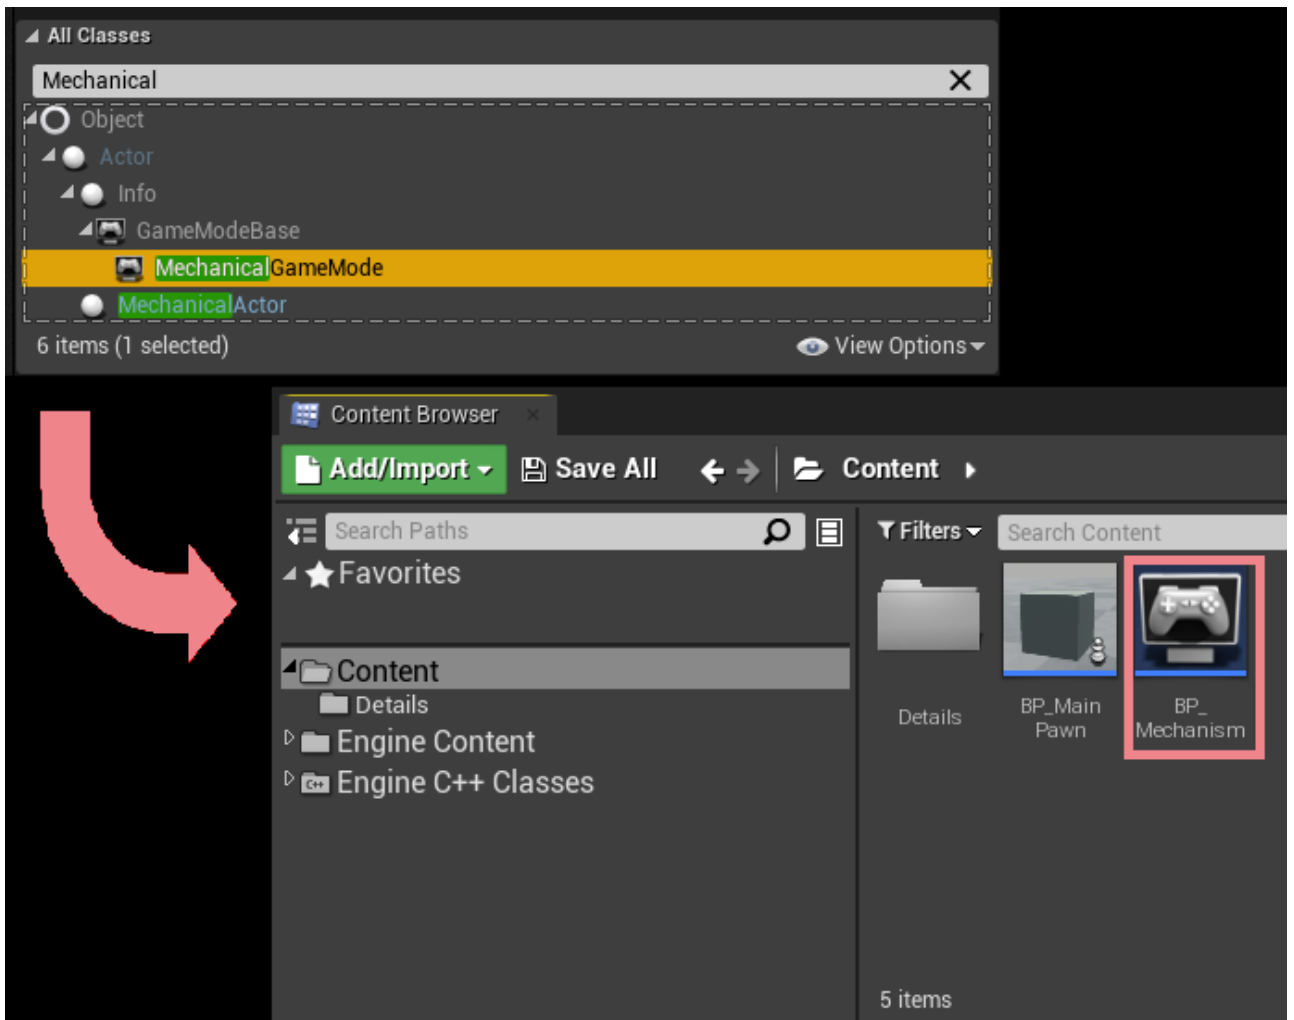 All Classes
Mechanical
Object
Actor
Info
GameModeBase
MechanicalGameMode
MechanicalActor
6 items (1 selected)
View Options
Content Browser
Add/Import
Save All
Content
Search Paths
Filters
Search Content
Favorites
Content
Details
Engine Content
C++
Engine C++ Classes
Details
BP_Main
Pawn
BP_
Mechanism
5 items